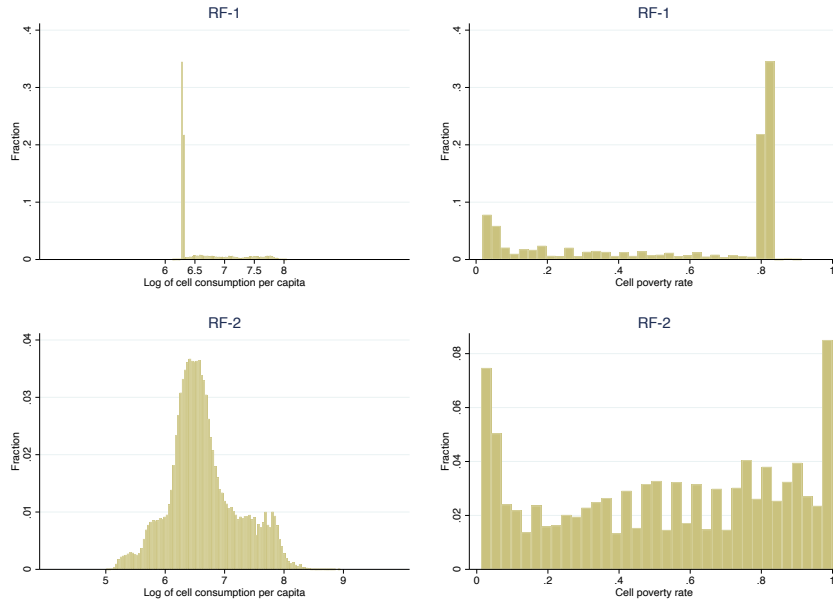 RF-1
.4
.3
.2
.1
0
Fraction
6 6.5 7 7.5 8
Log of cell consumption per capita
RF-1
.4
.3
.2
.1
0
Fraction
0 .2 .4 .6 .8 1
Cell poverty rate
RF-2
.04
.03
.02
.01
0
Fraction
5 6 7 8 9
Log of cell consumption per capita
RF-2
.08
.06
.04
.02
0
Fraction
0 .2 .4 .6 .8 1
Cell poverty rate